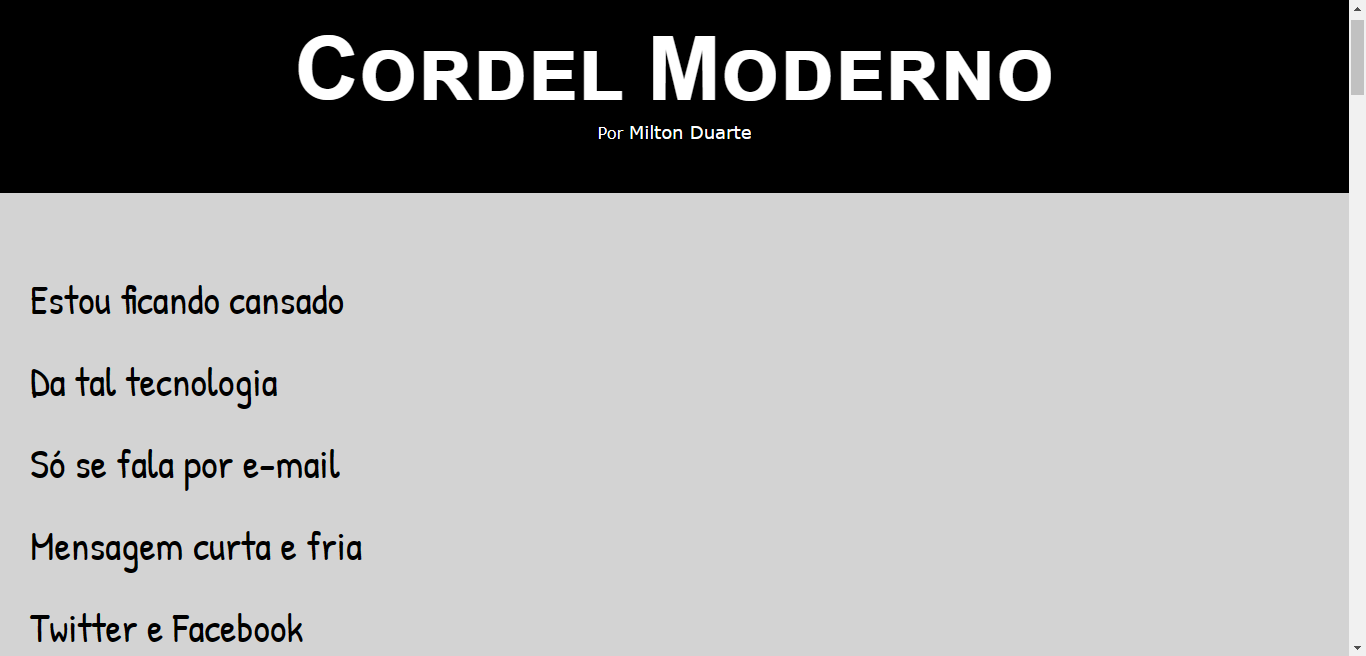 Cordel Moderno
Por Milton Duarte
Estou ficando cansado
Da tal tecnologia
Só se fala por e-mail
Mensagem curta e fria
Twitter e Facebook